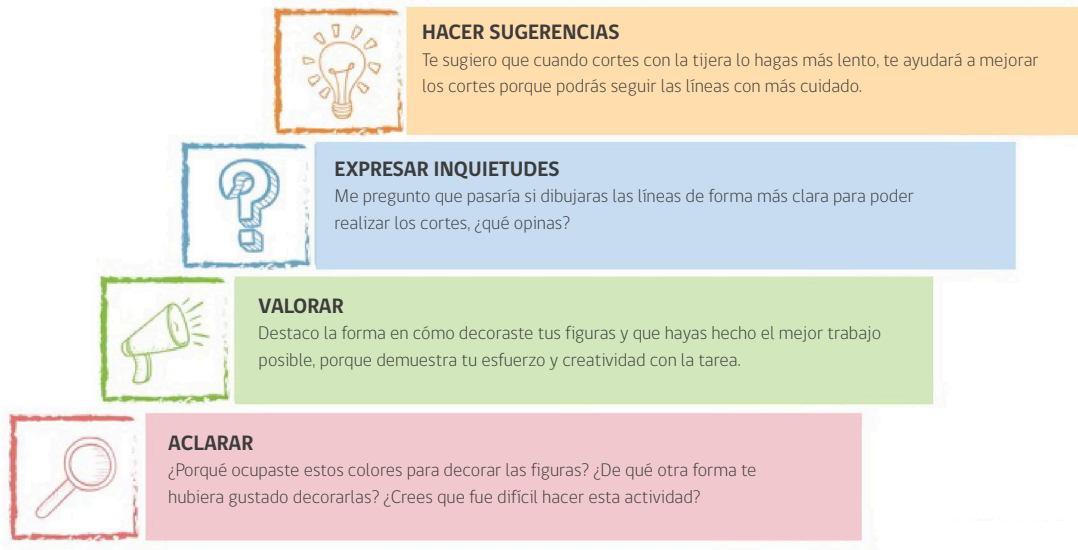 HACER SUGERENCIAS
Te sugiero que cuando cortes con la tijera lo hagas más lento, te ayudará a mejorar
los cortes porque podrás seguir las líneas con más cuidado.
EXPRESAR INQUIETUDES
Me pregunto que pasaría si dibujaras las líneas de forma más clara para poder
realizar los cortes, ¿qué opinas?
VALORAR
Destaco la forma en cómo decoraste tus figuras y que hayas hecho el mejor trabajo
posible, porque demuestra tu esfuerzo y creatividad con la tarea.
ACLARAR
¿Porqué ocupaste estos colores para decorar las figuras? ¿De qué otra forma te
hubiera gustado decorarlas? ¿Crees que fue difícil hacer esta actividad?